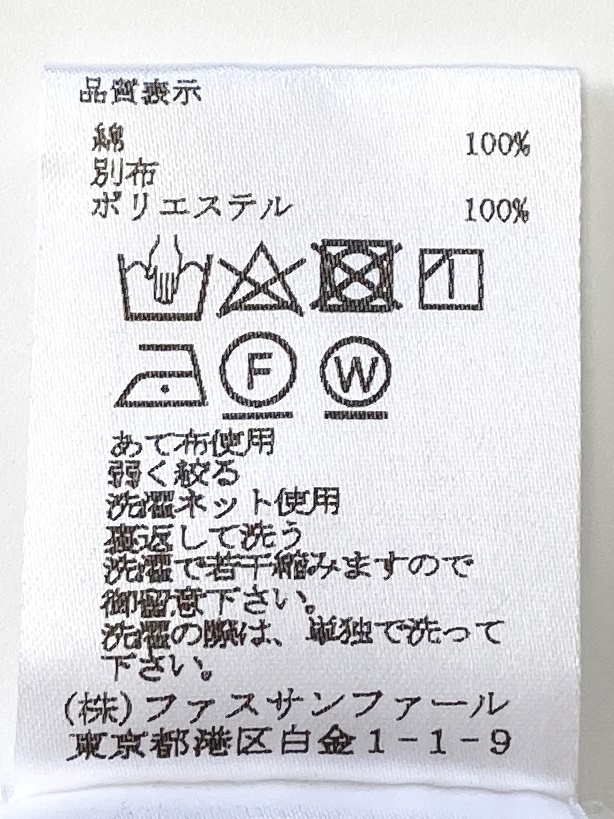 品質表示
綿 100%
別布
ポリエステル 100%
F W
あて布使用
弱く絞る
洗濯ネット使用
裏返して洗う
洗濯で若干縮みますので
御留意下さい。
洗濯の際は、単独で洗って
下さい。
(株)ファスサンファール
東京都港区白金1-1-9